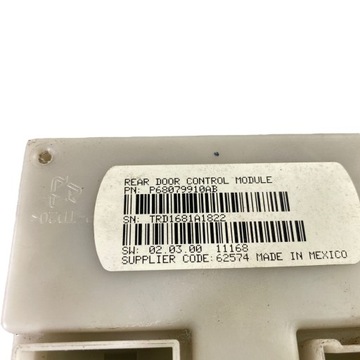 REAR DOOR CONTROL MODULE
PN: P68079910AB
SN: TRD1681A1822
SW: 02.03.00 11168
SUPPLIER CODE:62574 MADE IN MEXICO